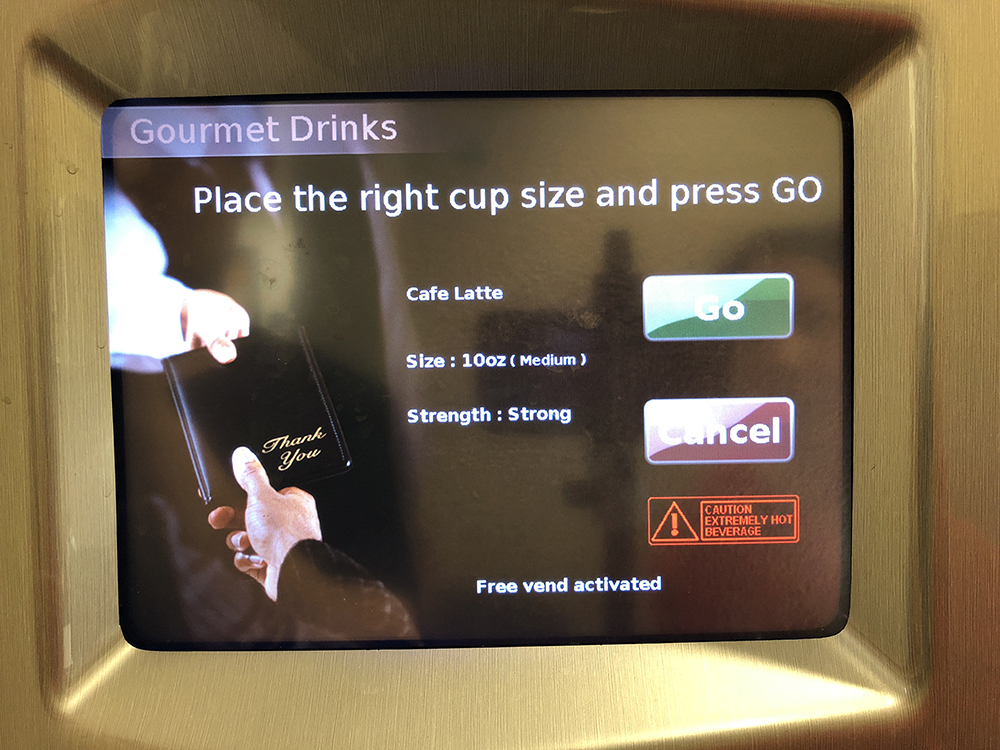 Gourmet Drinks
Place the right cup size and press GO
Cafe Latte
Go
Size : 10oz ( Medium )
Strength : Strong
Cancel
Thank
You
CAUTION
EXTREMELY HOT
BEVERAGE
Free vend activated